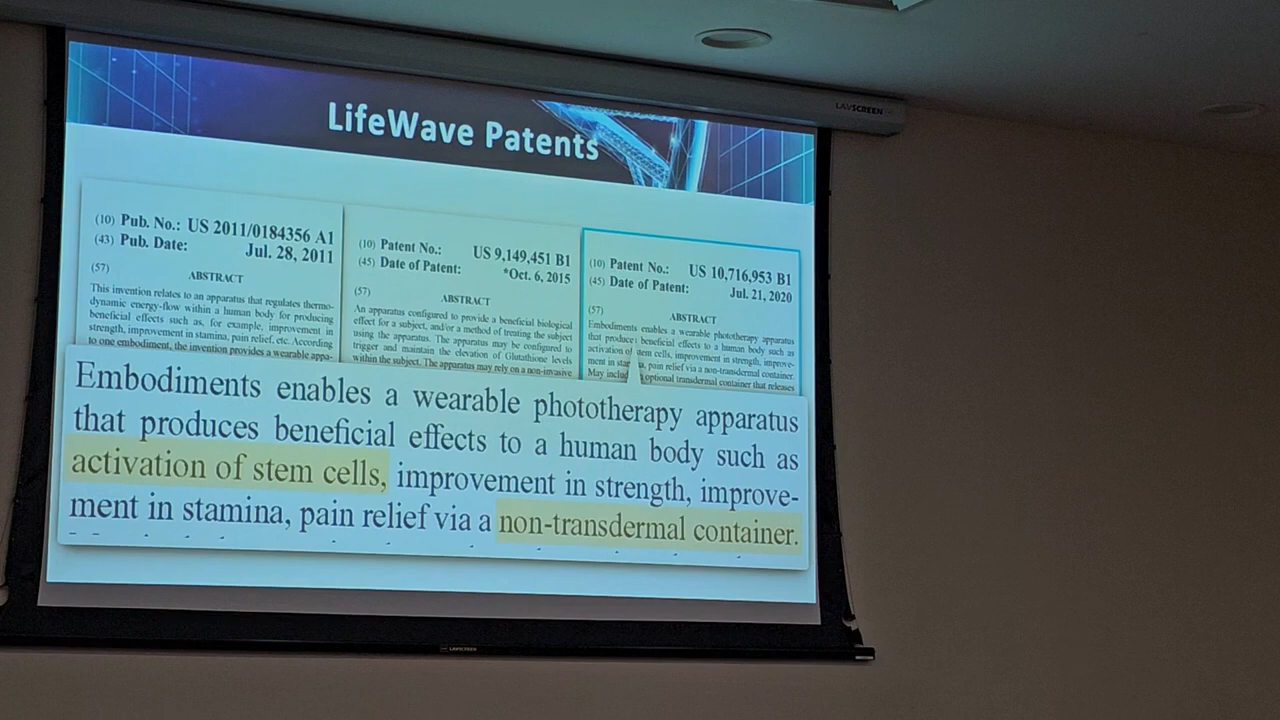 LAVSCREEN
LifeWave Patents
(10) Pub. No.: US 2011/0184356 A1
(43) Pub. Date: Jul. 28, 2011
(57)
ABSTRACT
This invention relates to an apparatus that regulates thermo-
dynamic energy-flow within a human body for producing
beneficial effects such as, for example, improvement in
strength, improvement in stamina, pain relief, etc. According
to one embodiment, the invention provides a wearable appa-
(10) Patent No.: US 9,149,451 B1
(45) Date of Patent: *Oct. 6, 2015
(57)
ABSTRACT
An apparatus configured to provide a beneficial biological
effect for a subject, and/or a method of treating the subject
using the apparatus. The apparatus may be configured to
trigger and maintain the elevation of Glutathione levels
within the subject. The apparatus may rely on a non-invasive
(10) Patent No.: US 10,716,953 B1
(45) Date of Patent: Jul. 21, 2020
(57)
ABSTRACT
Embodiments enables a wearable phototherapy apparatus
that produces beneficial effects to a human body such as
activation of stem cells, improvement in strength, improve-
ment in pain relief via a non-transdermal container.
May optional transdermal container that releases
Embodiments enables a wearable phototherapy apparatus
that produces beneficial effects to a human body such as
activation of stem cells, improvement in strength, improve-
ment in stamina, pain relief via a non-transdermal container.
LAVSCREEN